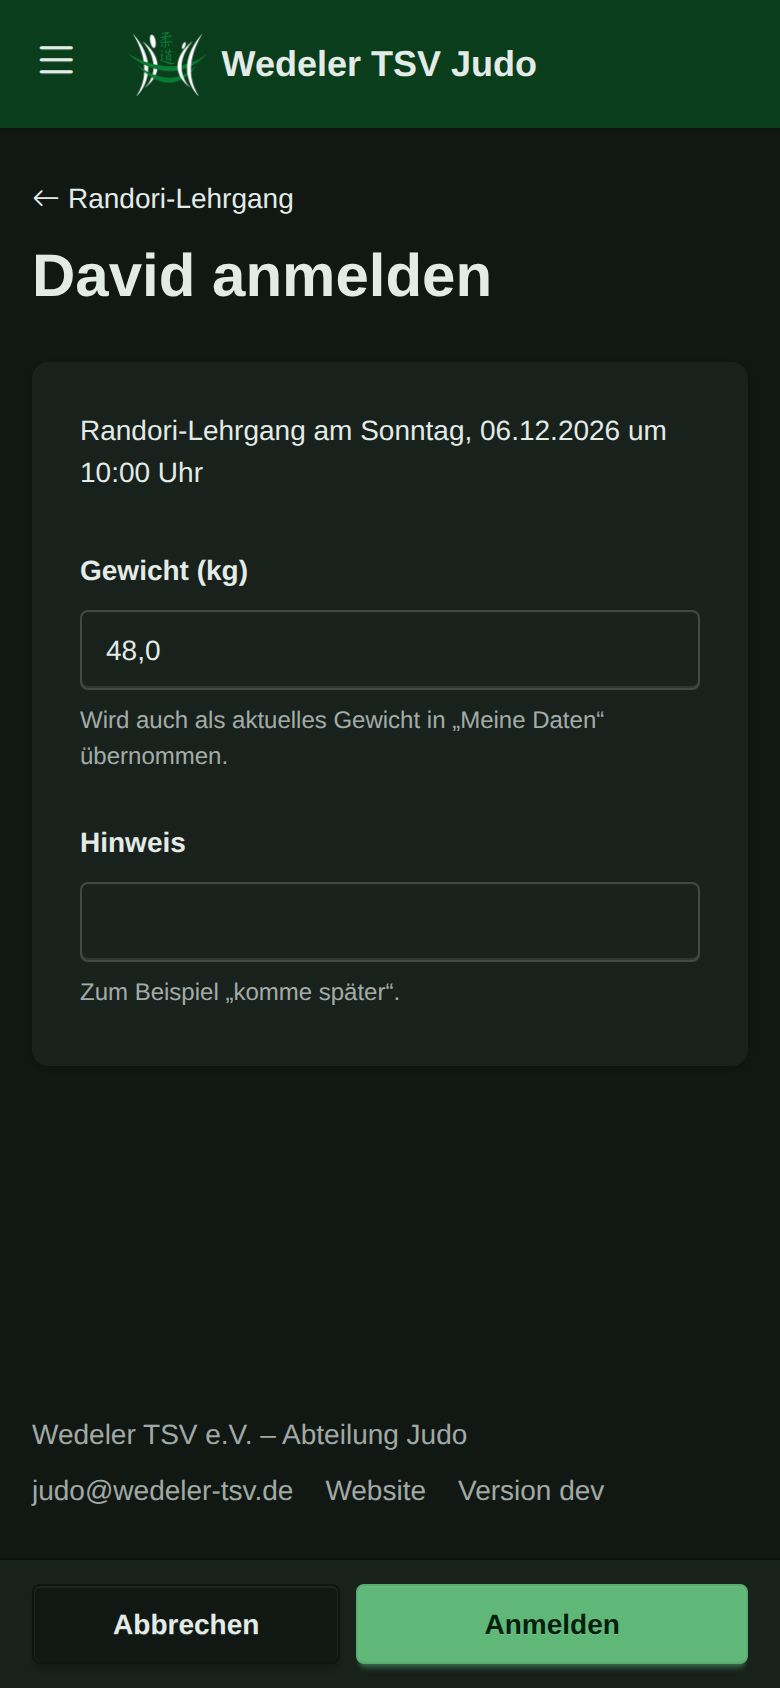 柔道
Wedeler TSV Judo
← Randori-Lehrgang
David anmelden
Randori-Lehrgang am Sonntag, 06.12.2026 um
10:00 Uhr
Gewicht (kg)
48,0
Wird auch als aktuelles Gewicht in „Meine Daten“
übernommen.
Hinweis
Zum Beispiel „komme später“.
Wedeler TSV e.V. – Abteilung Judo
judo@wedeler-tsv.de Website Version dev
Abbrechen Anmelden